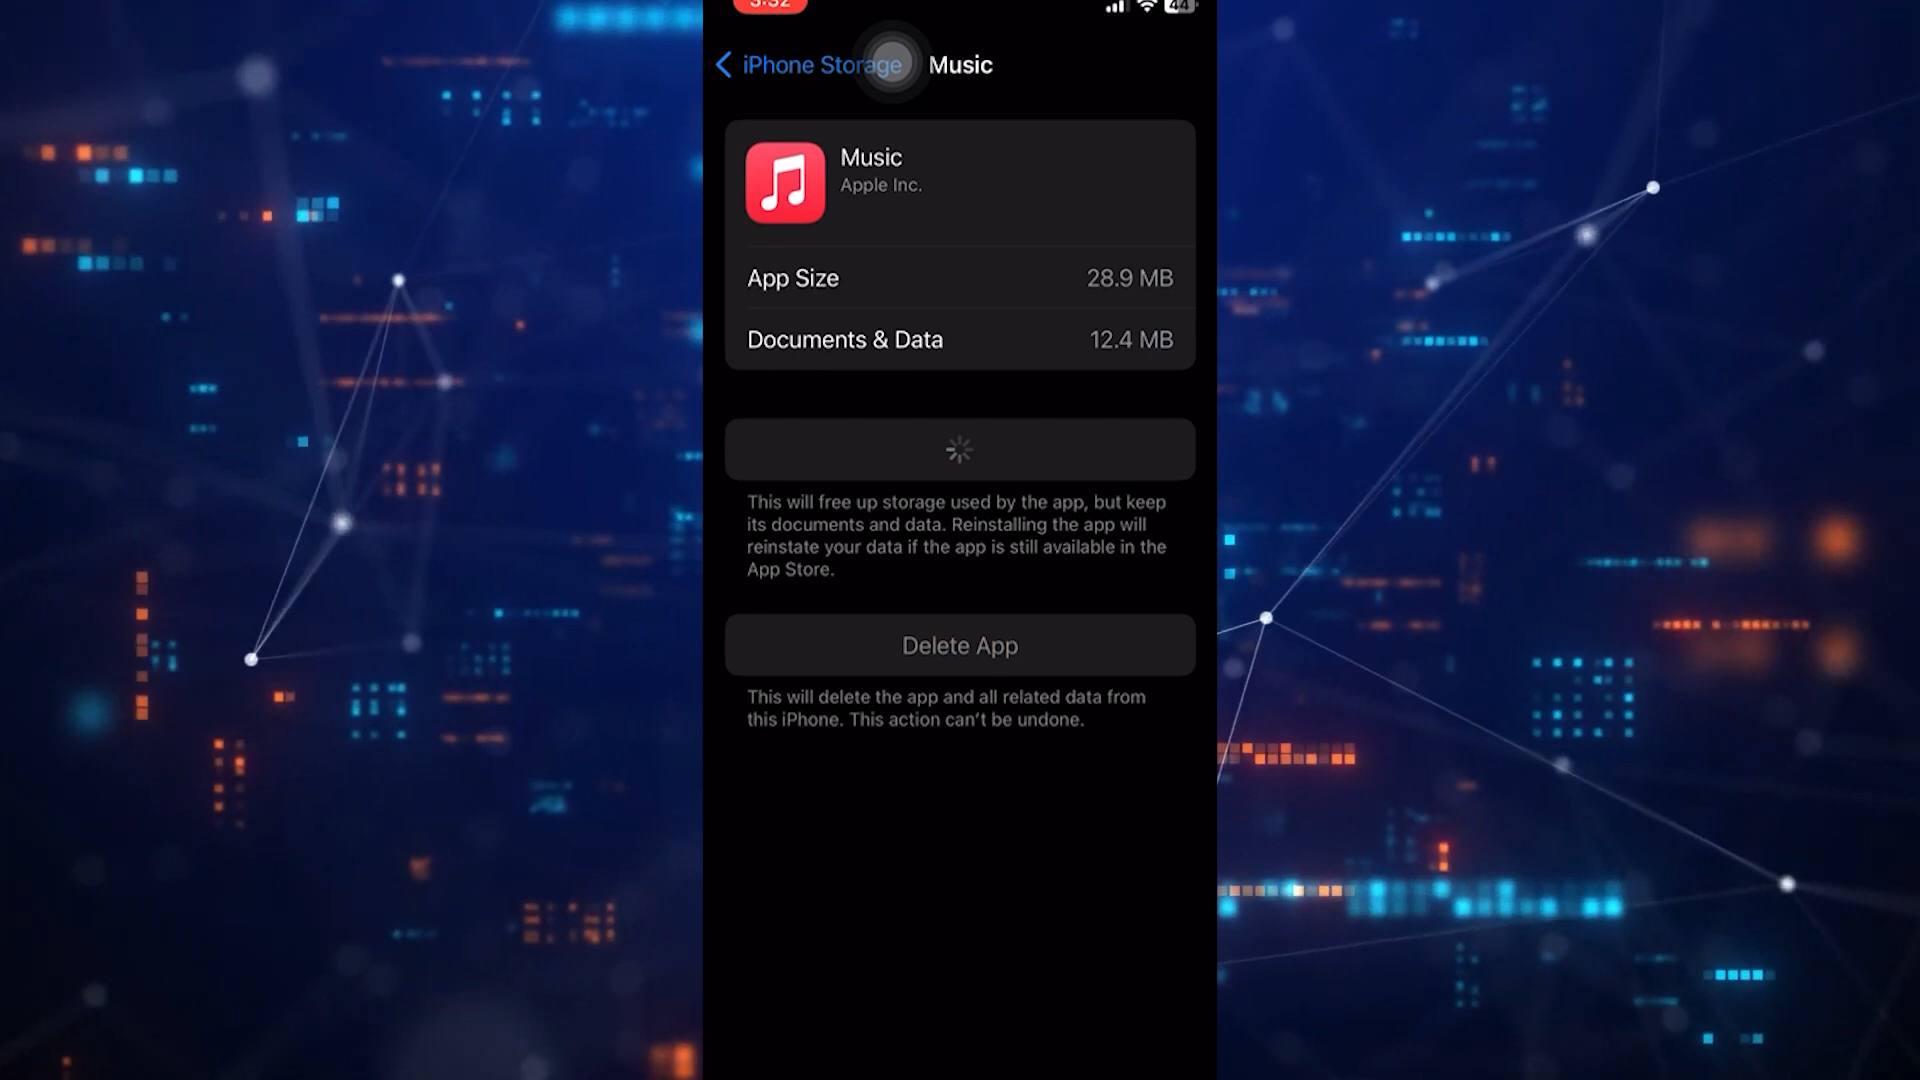 3:32
44
iPhone Storage
Music
Music
Apple Inc.
App Size
28.9 MB
Documents & Data
12.4 MB
This will free up storage used by the app, but keep
its documents and data. Reinstalling the app will
reinstate your data if the app is still available in the
App Store.
Delete App
This will delete the app and all related data from
this iPhone. This action can't be undone.